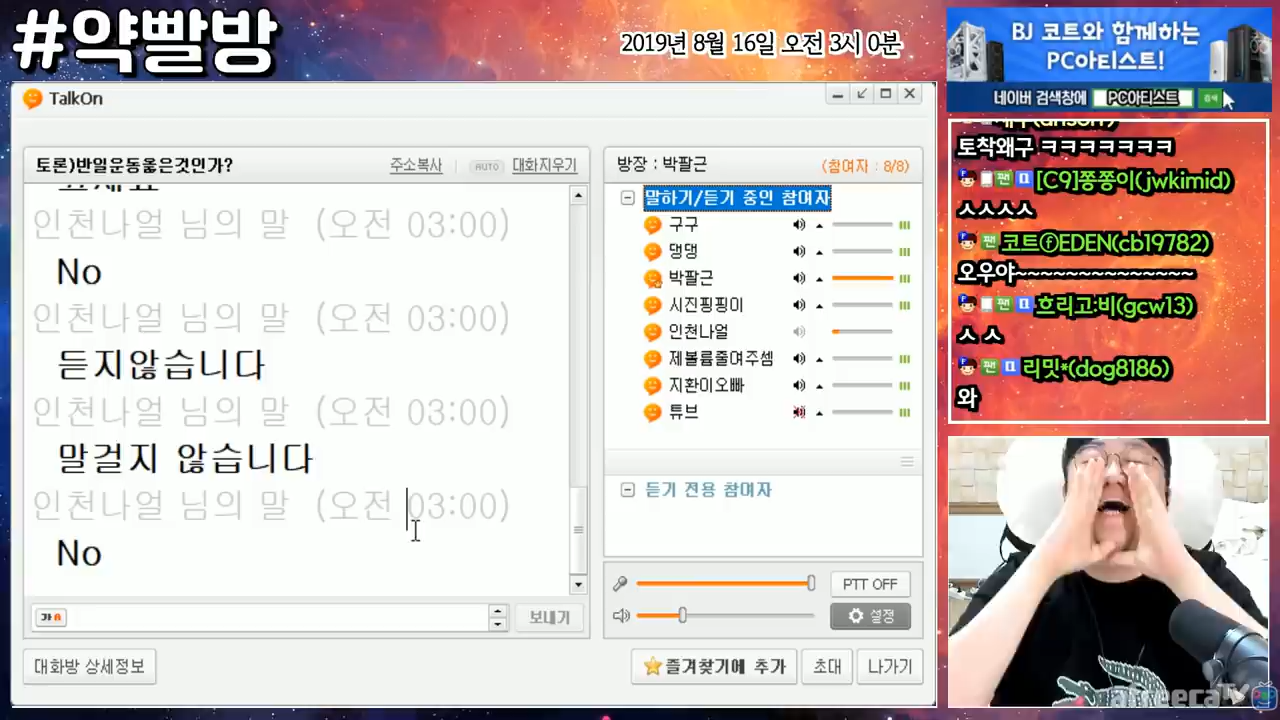 #약빨방
2019년 8월 16일 오전 3시 0분
BJ 코트와 함께하는
PC아티스트!
네이버 검색창에 PC아티스트 검색
TalkOn
토론)반일운동옳은것인가?
주소복사 | AUTO 대화지우기
인천나얼 님의 말 (오전 03:00)
No
인천나얼 님의 말 (오전 03:00)
듣지않습니다
인천나얼 님의 말 (오전 03:00)
말걸지 않습니다
인천나얼 님의 말 (오전 03:00)
No
가
보내기
대화방 상세정보
방장 : 박팔근 (참여자 : 8/8)
말하기/듣기 중인 참여자
구구
댕댕
박팔근
시진핑핑이
인천나얼
제볼륨줄여주셈
지환이오빠
튜브
듣기 전용 참여자
PTT OFF
설정
즐겨찾기에 추가
초대
나가기
토착왜구 ㅋㅋㅋㅋㅋㅋㅋ
팬 [C9]쫑쫑이(jwkimid)
ㅅㅅㅅㅅ
팬 코트ⓕEDEN(cb19782)
오우야~~~~~~~~~~~~~~
팬 흐리고:비(gcw13)
ㅅ ㅅ
팬 리밋*(dog8186)
와
afreecaTV